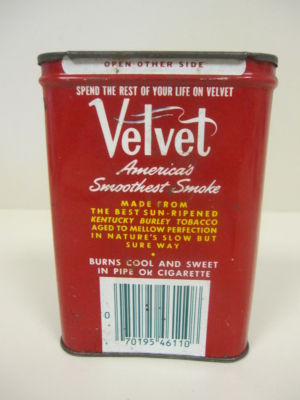 OPEN OTHER SIDE
SPEND THE REST OF YOUR LIFE ON VELVET
Velvet
America's
Smoothest Smoke
MADE FROM
THE BEST SUN-RIPENED
KENTUCKY BURLEY TOBACCO
AGED TO MELLOW PERFECTION
IN NATURE'S SLOW BUT
SURE WAY
BURNS COOL AND SWEET
IN PIPE OR CIGARETTE
0
70195 46110